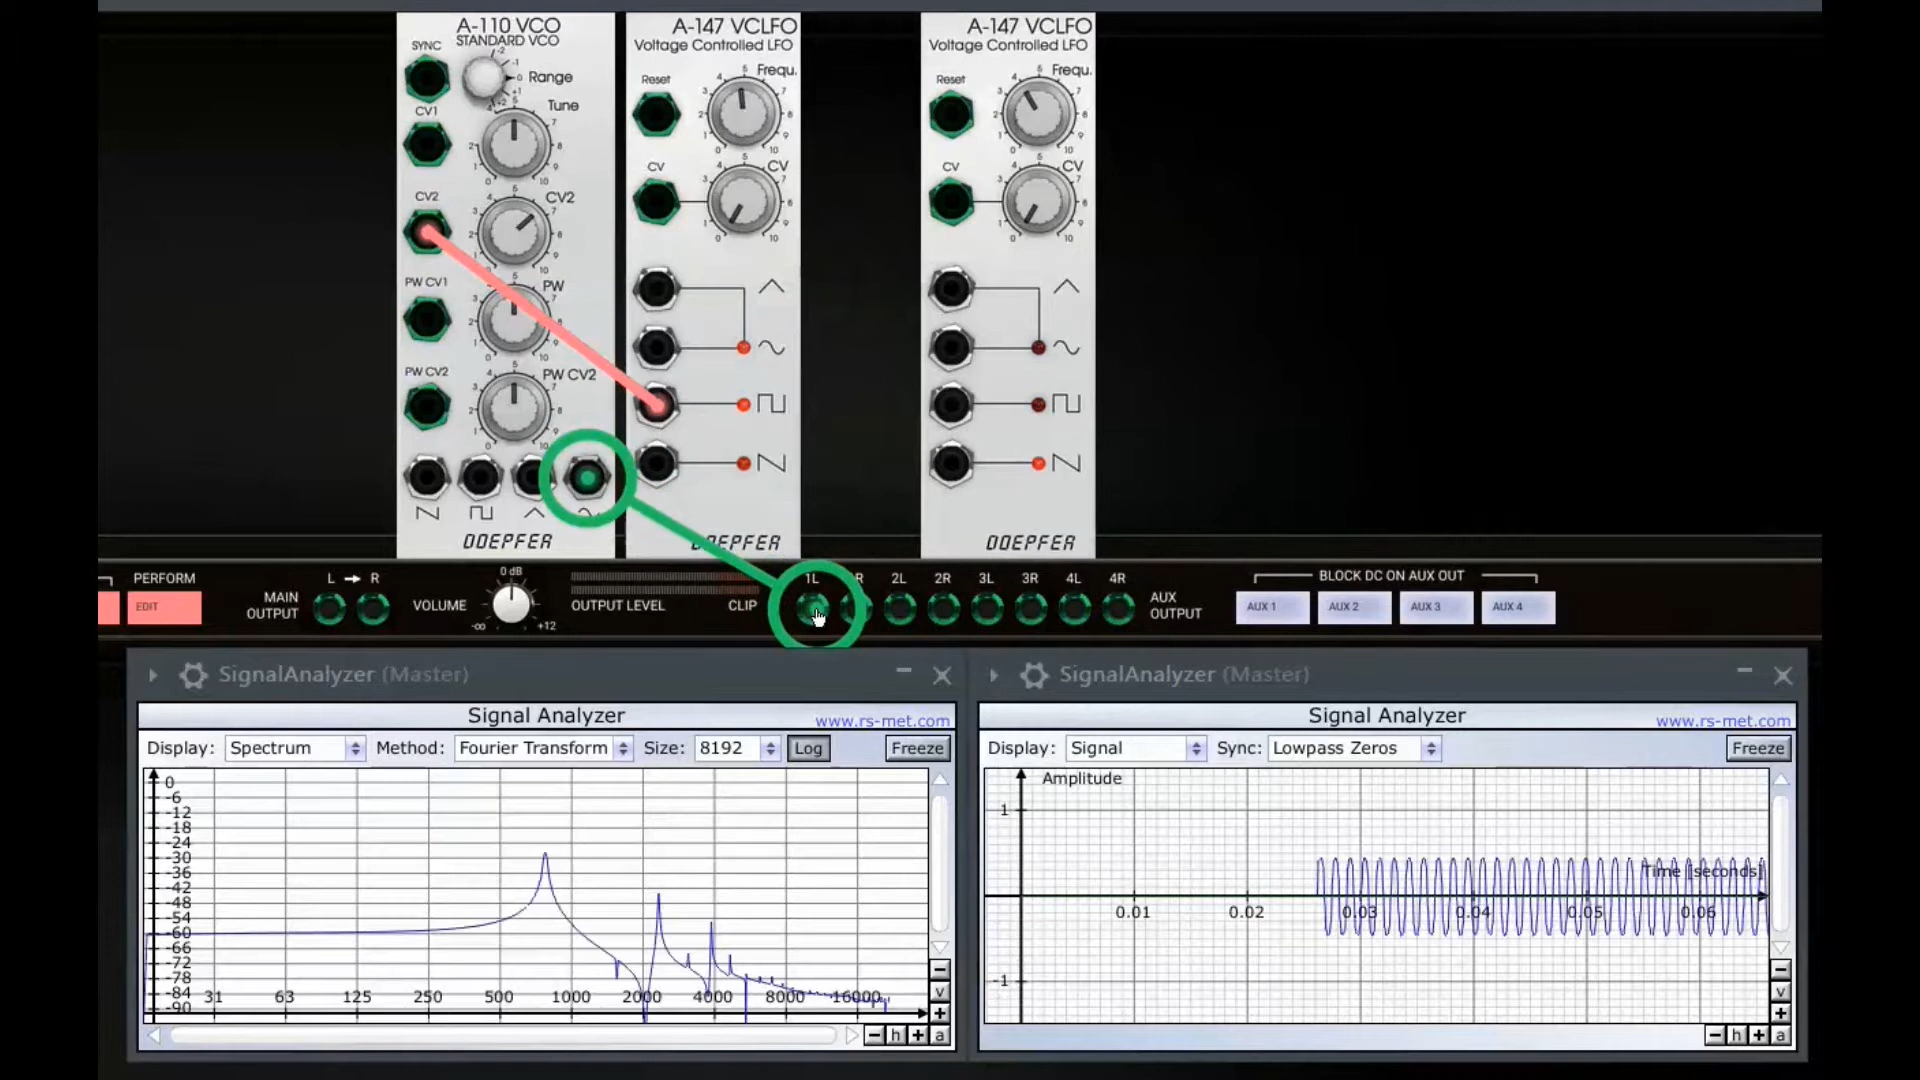 A-110 VCO
STANDARD VCO
SYNC
-2
-1
0
+1
+2
Range
CV1
Tune
CV2
CV2
PW CV1
PW
PW CV2
PW CV2
DOEPFER
A-147 VCLFO
Voltage Controlled LFO
Reset
Frequ.
CV
CV
DOEPFER
A-147 VCLFO
Voltage Controlled LFO
Reset
Frequ.
CV
CV
DOEPFER
PERFORM
EDIT
L R
MAIN
OUTPUT
VOLUME
0 dB
-∞ +12
OUTPUT LEVEL
CLIP
1L R 2L 2R 3L 3R 4L 4R
AUX
OUTPUT
BLOCK DC ON AUX OUT
AUX 1 AUX 2 AUX 3 AUX 4
SignalAnalyzer (Master)
Signal Analyzer
www.rs-met.com
Display: Spectrum Method: Fourier Transform Size: 8192 Log Freeze
0
-6
-12
-18
-24
-30
-36
-42
-48
-54
-60
-66
-72
-78
-84
-90
31 63 125 250 500 1000 2000 4000 8000 16000
v
h
a
SignalAnalyzer (Master)
Signal Analyzer
www.rs-met.com
Display: Signal Sync: Lowpass Zeros Freeze
Amplitude
1
Time [seconds]
0.01 0.02 0.03 0.04 0.05 0.06
-1
v
h
a